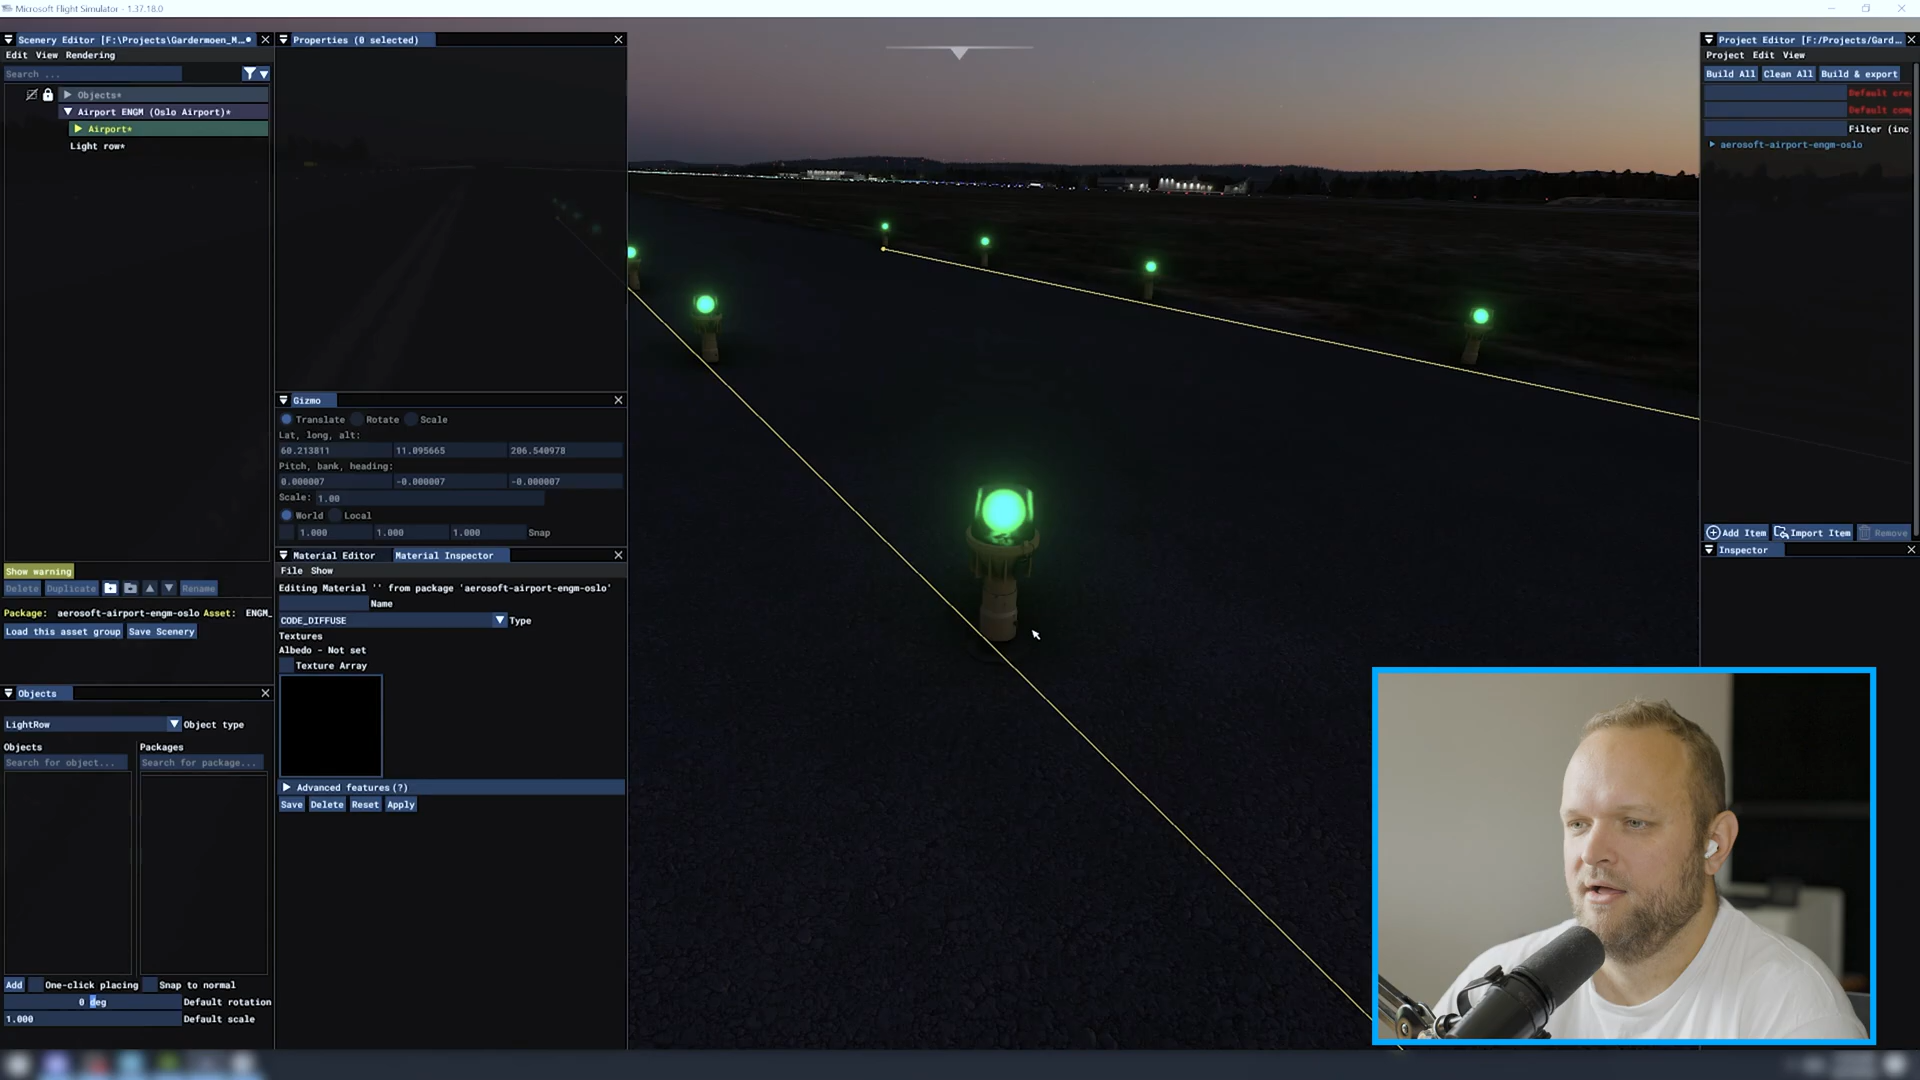 Microsoft Flight Simulator - 1.37.18.0
Scenery Editor [F:\Projects\Gardermoen_M…
Edit View Rendering
Search ...
Objects*
Airport ENGM (Oslo Airport)*
Airport*
Light row*
Show warning
Delete Duplicate Rename
Package: aerosoft-airport-engm-oslo Asset: ENGM_
Load this asset group Save Scenery
Objects
LightRow Object type
Objects Packages
Search for object... Search for package...
Add One-click placing Snap to normal
0 deg Default rotation
1.000 Default scale
Properties (0 selected)
Gizmo
Translate Rotate Scale
Lat, long, alt:
60.213811 11.095665 206.540978
Pitch, bank, heading:
0.000007 -0.000007 -0.000007
Scale: 1.00
World Local
1.000 1.000 1.000 Snap
Material Editor Material Inspector
File Show
Editing Material '' from package 'aerosoft-airport-engm-oslo'
Name
CODE_DIFFUSE Type
Textures
Albedo - Not set
Texture Array
Advanced features (?)
Save Delete Reset Apply
Project Editor [F:/Projects/Gard...
Project Edit View
Build All Clean All Build & export
Default cre
Default com
Filter (inc
aerosoft-airport-engm-oslo
Add Item Import Item Remove
Inspector